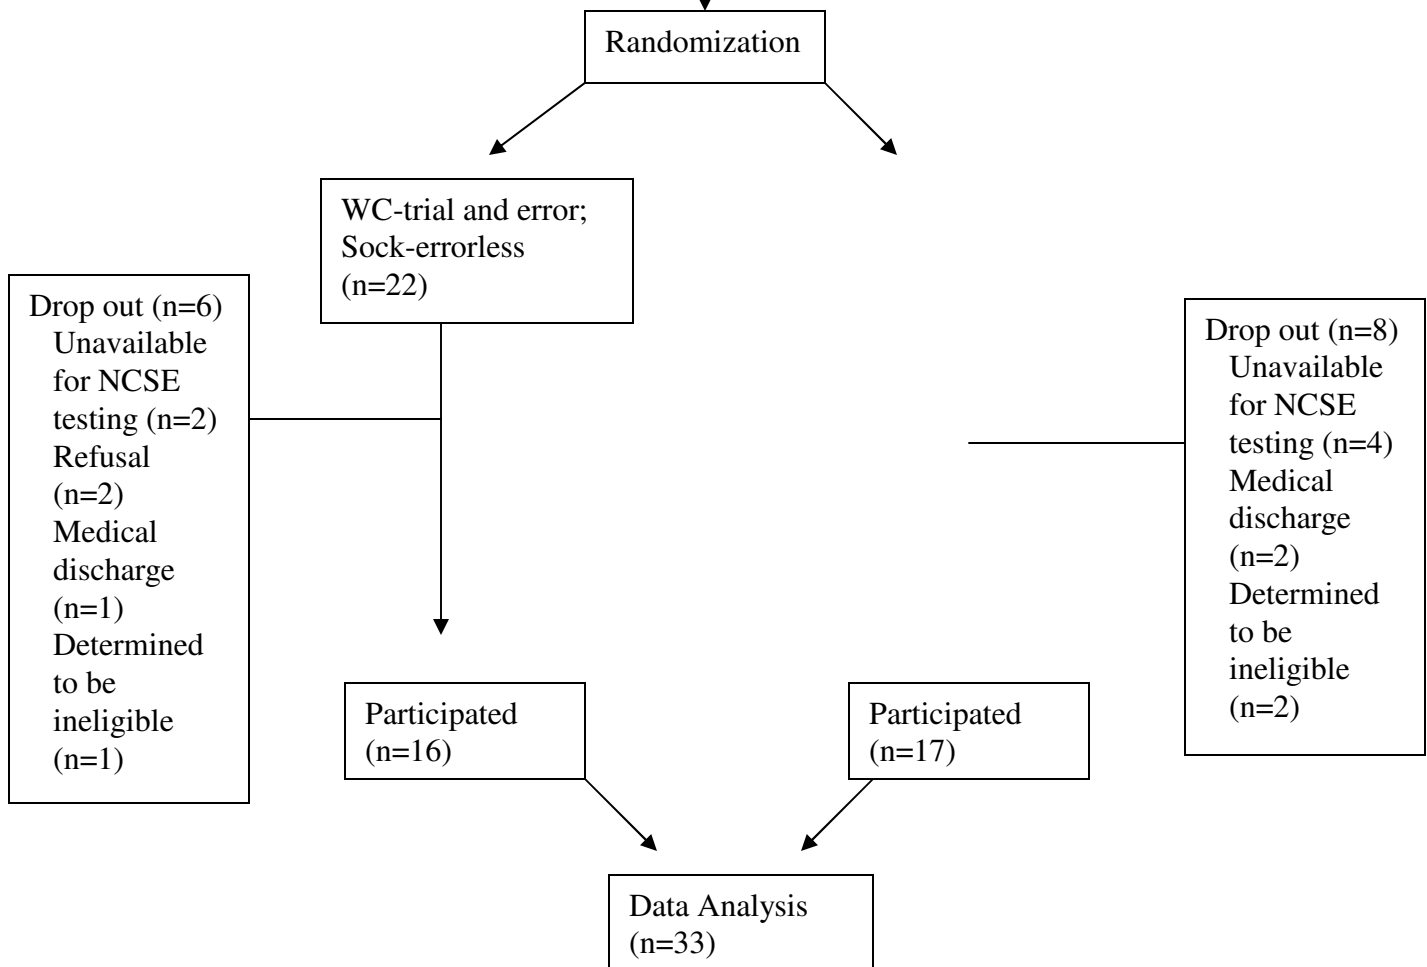 Randomization
WC-trial and error;
Sock-errorless
(n=22)
Drop out (n=6)
Unavailable
for NCSE
testing (n=2)
Refusal
(n=2)
Medical
discharge
(n=1)
Determined
to be
ineligible
(n=1)
Drop out (n=8)
Unavailable
for NCSE
testing (n=4)
Medical
discharge
(n=2)
Determined
to be
ineligible
(n=2)
Participated
(n=16)
Participated
(n=17)
Data Analysis
(n=33)